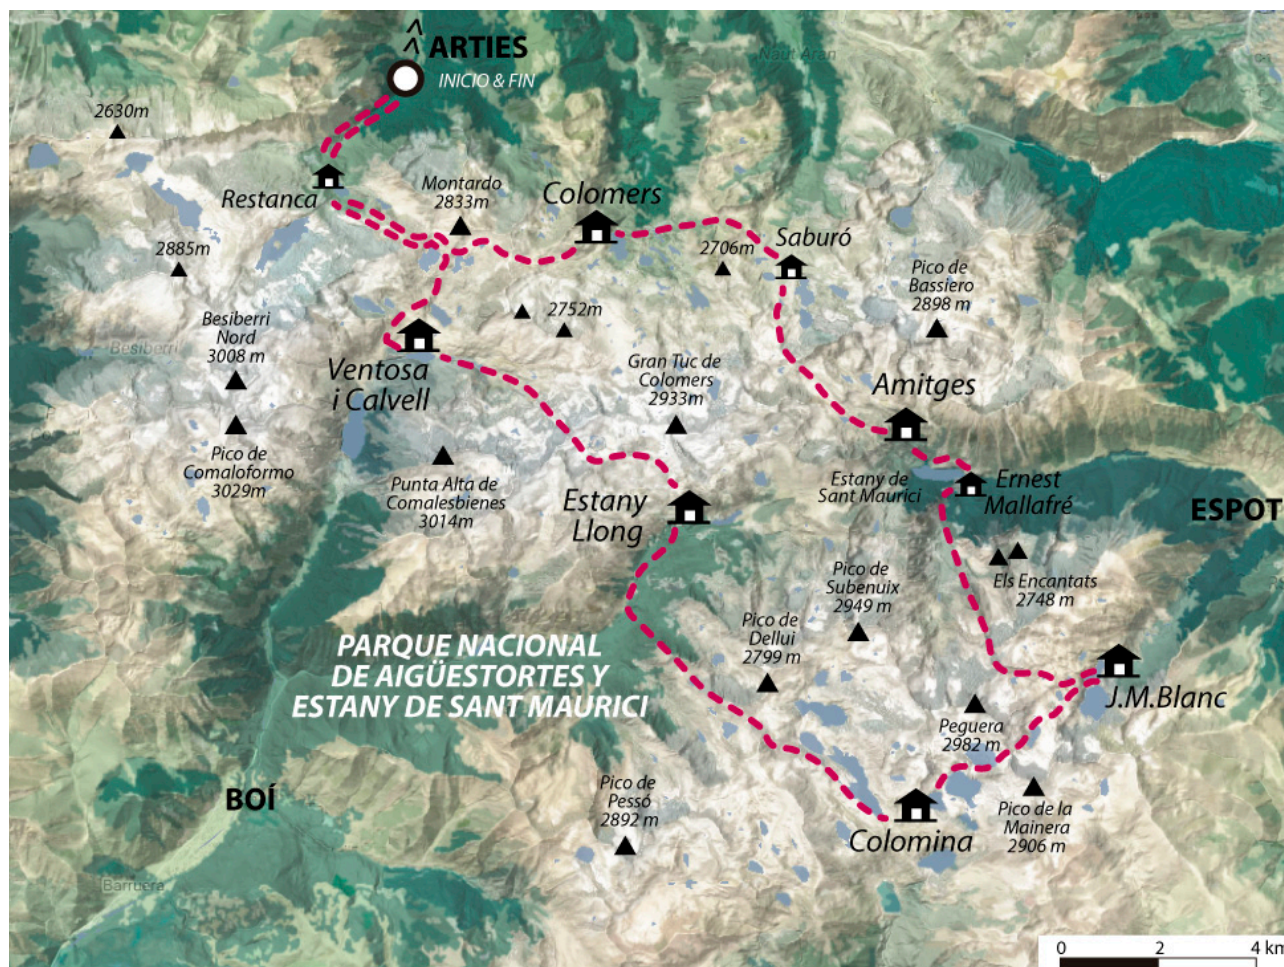 ARTIES
INICIO & FIN
Naut Aran
2630m
Restanca
Montardo
2833m
Colomers
2885m
2706m
Saburó
Pico de
Bassiero
2898 m
Besiberri
Nord
3008 m
Besiberri
2752m
Ventosa
i Calvell
Gran Tuc de
Colomers
2933m
Amitges
Pico de
Comaloformo
3029m
Punta Alta de
Comalesbienes
3014m
Estany
Llong
Estany de
Sant Maurici
Ernest
Mallafré
ESPOT
Els Encantats
2748 m
Pico de
Subenuix
2949 m
Pico de
Dellui
2799 m
PARQUE NACIONAL
DE AIGÜESTORTES Y
ESTANY DE SANT MAURICI
J.M.Blanc
Peguera
2982 m
BOÍ
Pico de
Pessó
2892 m
Colomina
Pico de la
Mainera
2906 m
Barruera
0 2 4 km